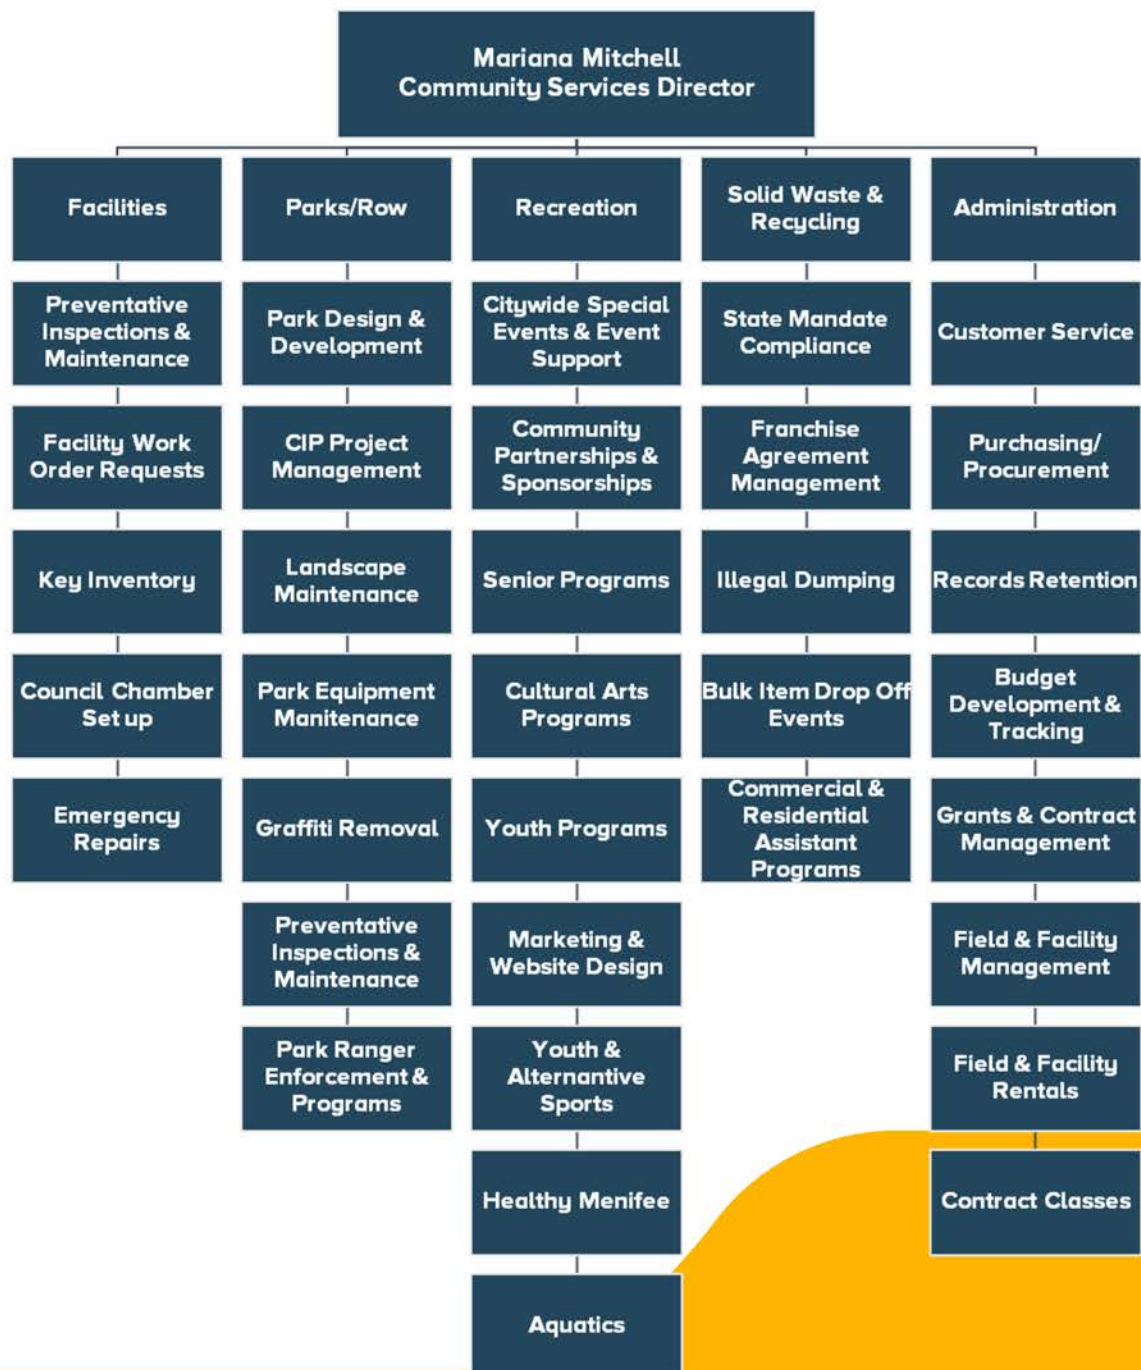 Mariana Mitchell
Community Services Director
Facilities
Parks/Row
Recreation
Solid Waste &
Recycling
Administration
Preventative
Inspections &
Maintenance
Park Design &
Development
Citywide Special
Events & Event
Support
State Mandate
Compliance
Customer Service
Facility Work
Order Requests
CIP Project
Management
Community
Partnerships &
Sponsorships
Franchise
Agreement
Management
Purchasing/
Procurement
Key Inventory
Landscape
Maintenance
Senior Programs
Illegal Dumping
Records Retention
Council Chamber
Set up
Park Equipment
Manitenance
Cultural Arts
Programs
Bulk Item Drop Off
Events
Budget
Development &
Tracking
Emergency
Repairs
Graffiti Removal
Youth Programs
Commercial &
Residential
Assistant
Programs
Grants & Contract
Management
Preventative
Inspections &
Maintenance
Marketing &
Website Design
Field & Facility
Management
Park Ranger
Enforcement &
Programs
Youth &
Alternantive
Sports
Field & Facility
Rentals
Healthy Menifee
Contract Classes
Aquatics